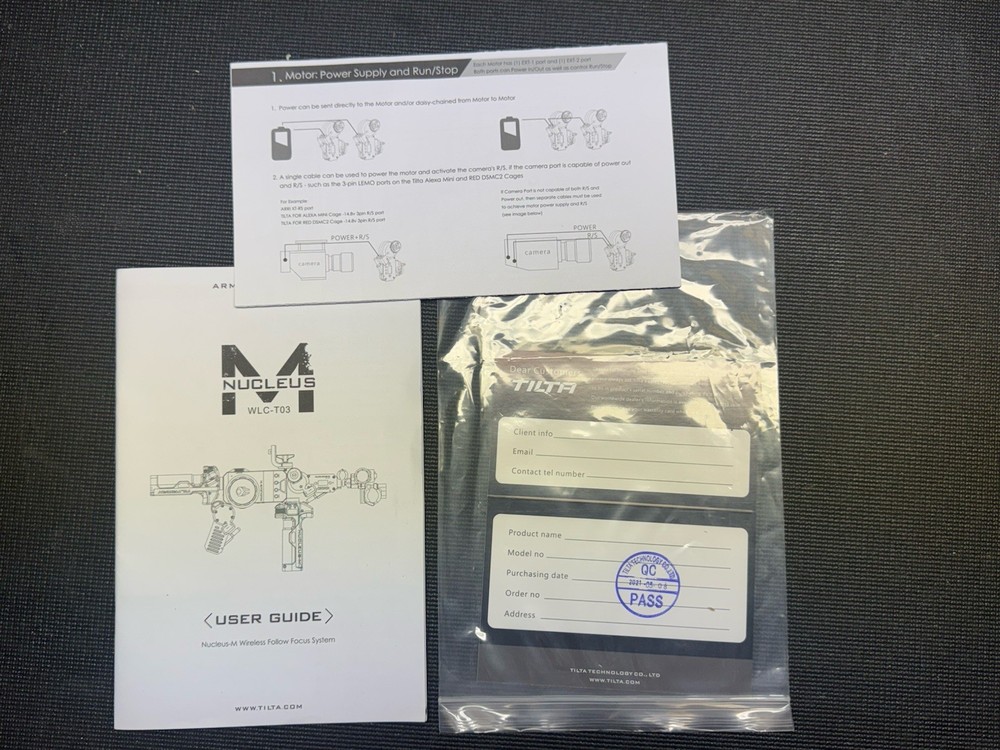 1. Motor: Power Supply and Run/Stop
Each Motor has (1) EXT-1 port and (1) EXT-2 port
Both ports can Power In/Out as well as control Run/Stop
1. Power can be sent directly to the Motor and/or daisy-chained from Motor to Motor
2. A single cable can be used to power the motor and activate the camera's R/S, if the camera port is capable of power out
and R/S - such as the 3-pin LEMO ports on the Tilta Alexa Mini and RED DSMC2 Cages
For Example:
ARRI XT-RS port
TILTA FOR ALEXA MINI Cage -14.8v 3pin R/S port
TILTA FOR RED DSMC2 Cage -14.8v 3pin R/S port
If Camera Port is not capable of both R/S and
Power out, then separate cables must be used
to achieve motor power supply and R/S
(see image below)
POWER+R/S
camera
POWER
R/S
camera
ARM
M
NUCLEUS
WLC-T03
〈USER GUIDE〉
Nucleus-M Wireless Follow Focus System
WWW.TILTA.COM
Dear Customer
TILTA
Client info
Email
Contact tel number
Product name
Model no
Purchasing date
Order no
Address
TILTA TECHNOLOGY CO., LTD
QC
PASS
TILTA TECHNOLOGY CO., LTD
WWW.TILTA.COM